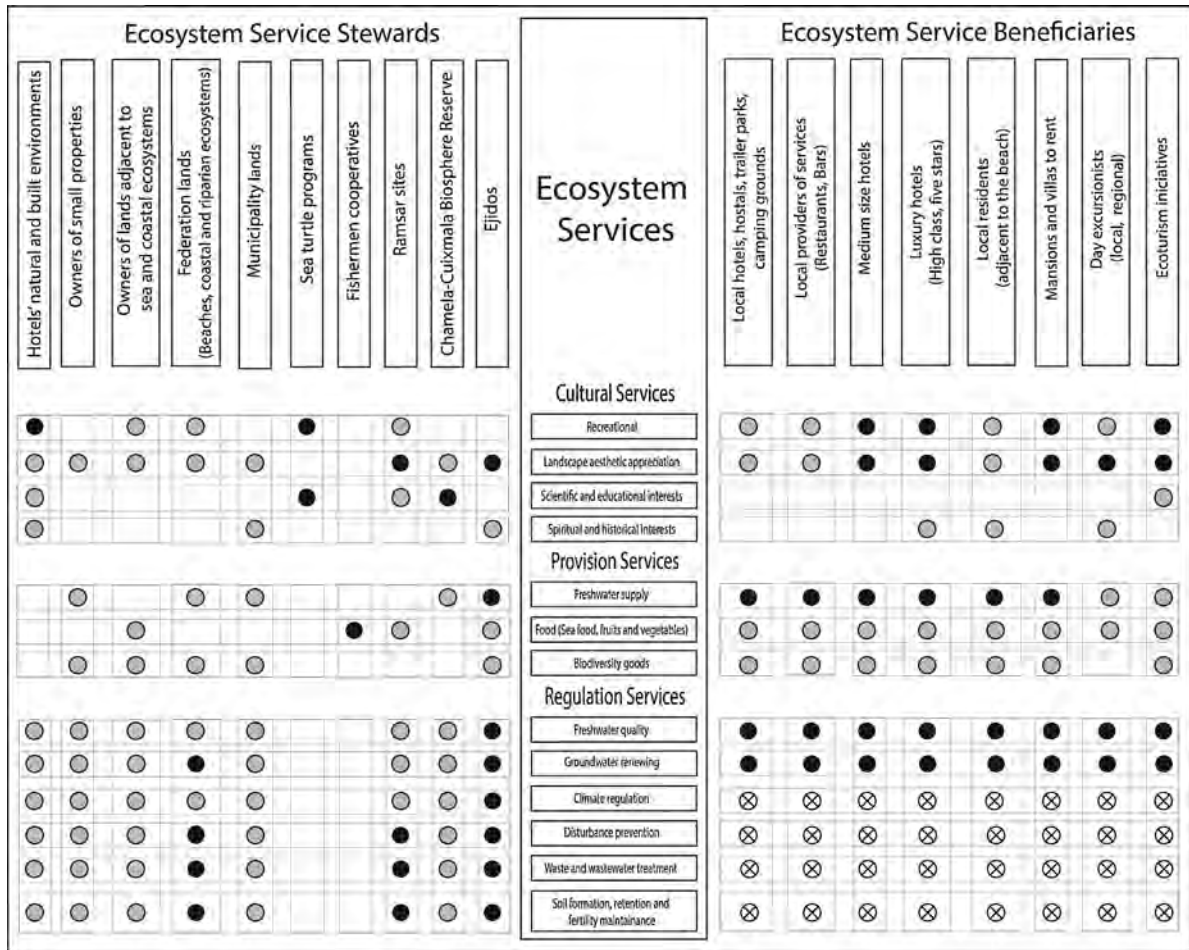 Ecosystem Service Stewards
Hotels' natural and built environments
Owners of small properties
Owners of lands adjacent to
sea and coastal ecosystems
Federation lands
(Beaches, coastal and riparian ecosystems)
Municipality lands
Sea turtle programs
Fishermen cooperatives
Ramsar sites
Chamela-Cuixmala Biosphere Reserve
Ejidos
Ecosystem
Services
Ecosystem Service Beneficiaries
Local hotels, hostals, trailer parks,
camping grounds
Local providers of services
(Restaurants, Bars)
Medium size hotels
Luxury hotels
(High class, five stars)
Local residents
(adjacent to the beach)
Mansions and villas to rent
Day excursionists
(local, regional)
Ecoturism iniciatives
Cultural Services
Recreational
Landscape aesthetic appreciation
Scientific and educational interests
Spiritual and historical interests
Provision Services
Freshwater supply
Food (Sea food, fruits and vegetables)
Biodiversity goods
Regulation Services
Freshwater quality
Groundwater renewing
Climate regulation
Disturbance prevention
Waste and wastewater treatment
Soil formation, retention and
fertility maintainance